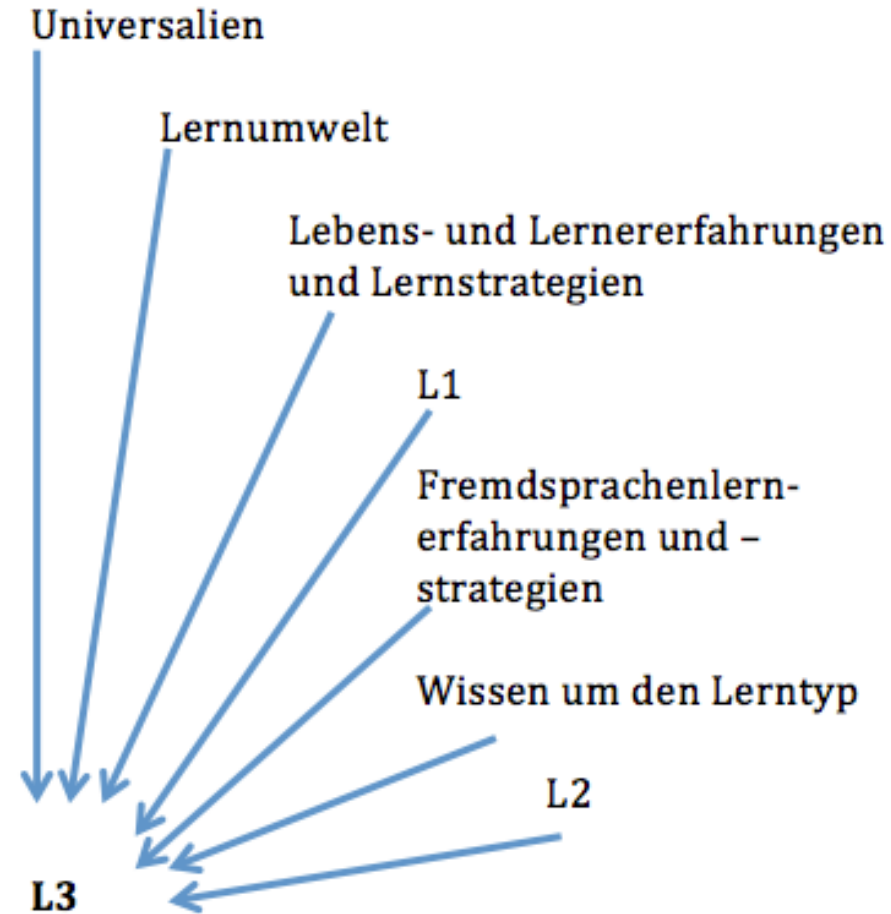 Universalien
Lernumwelt
Lebens- und Lernererfahrungen
und Lernstrategien
L1
Fremdsprachenlern-
erfahrungen und –
strategien
Wissen um den Lerntyp
L2
L3